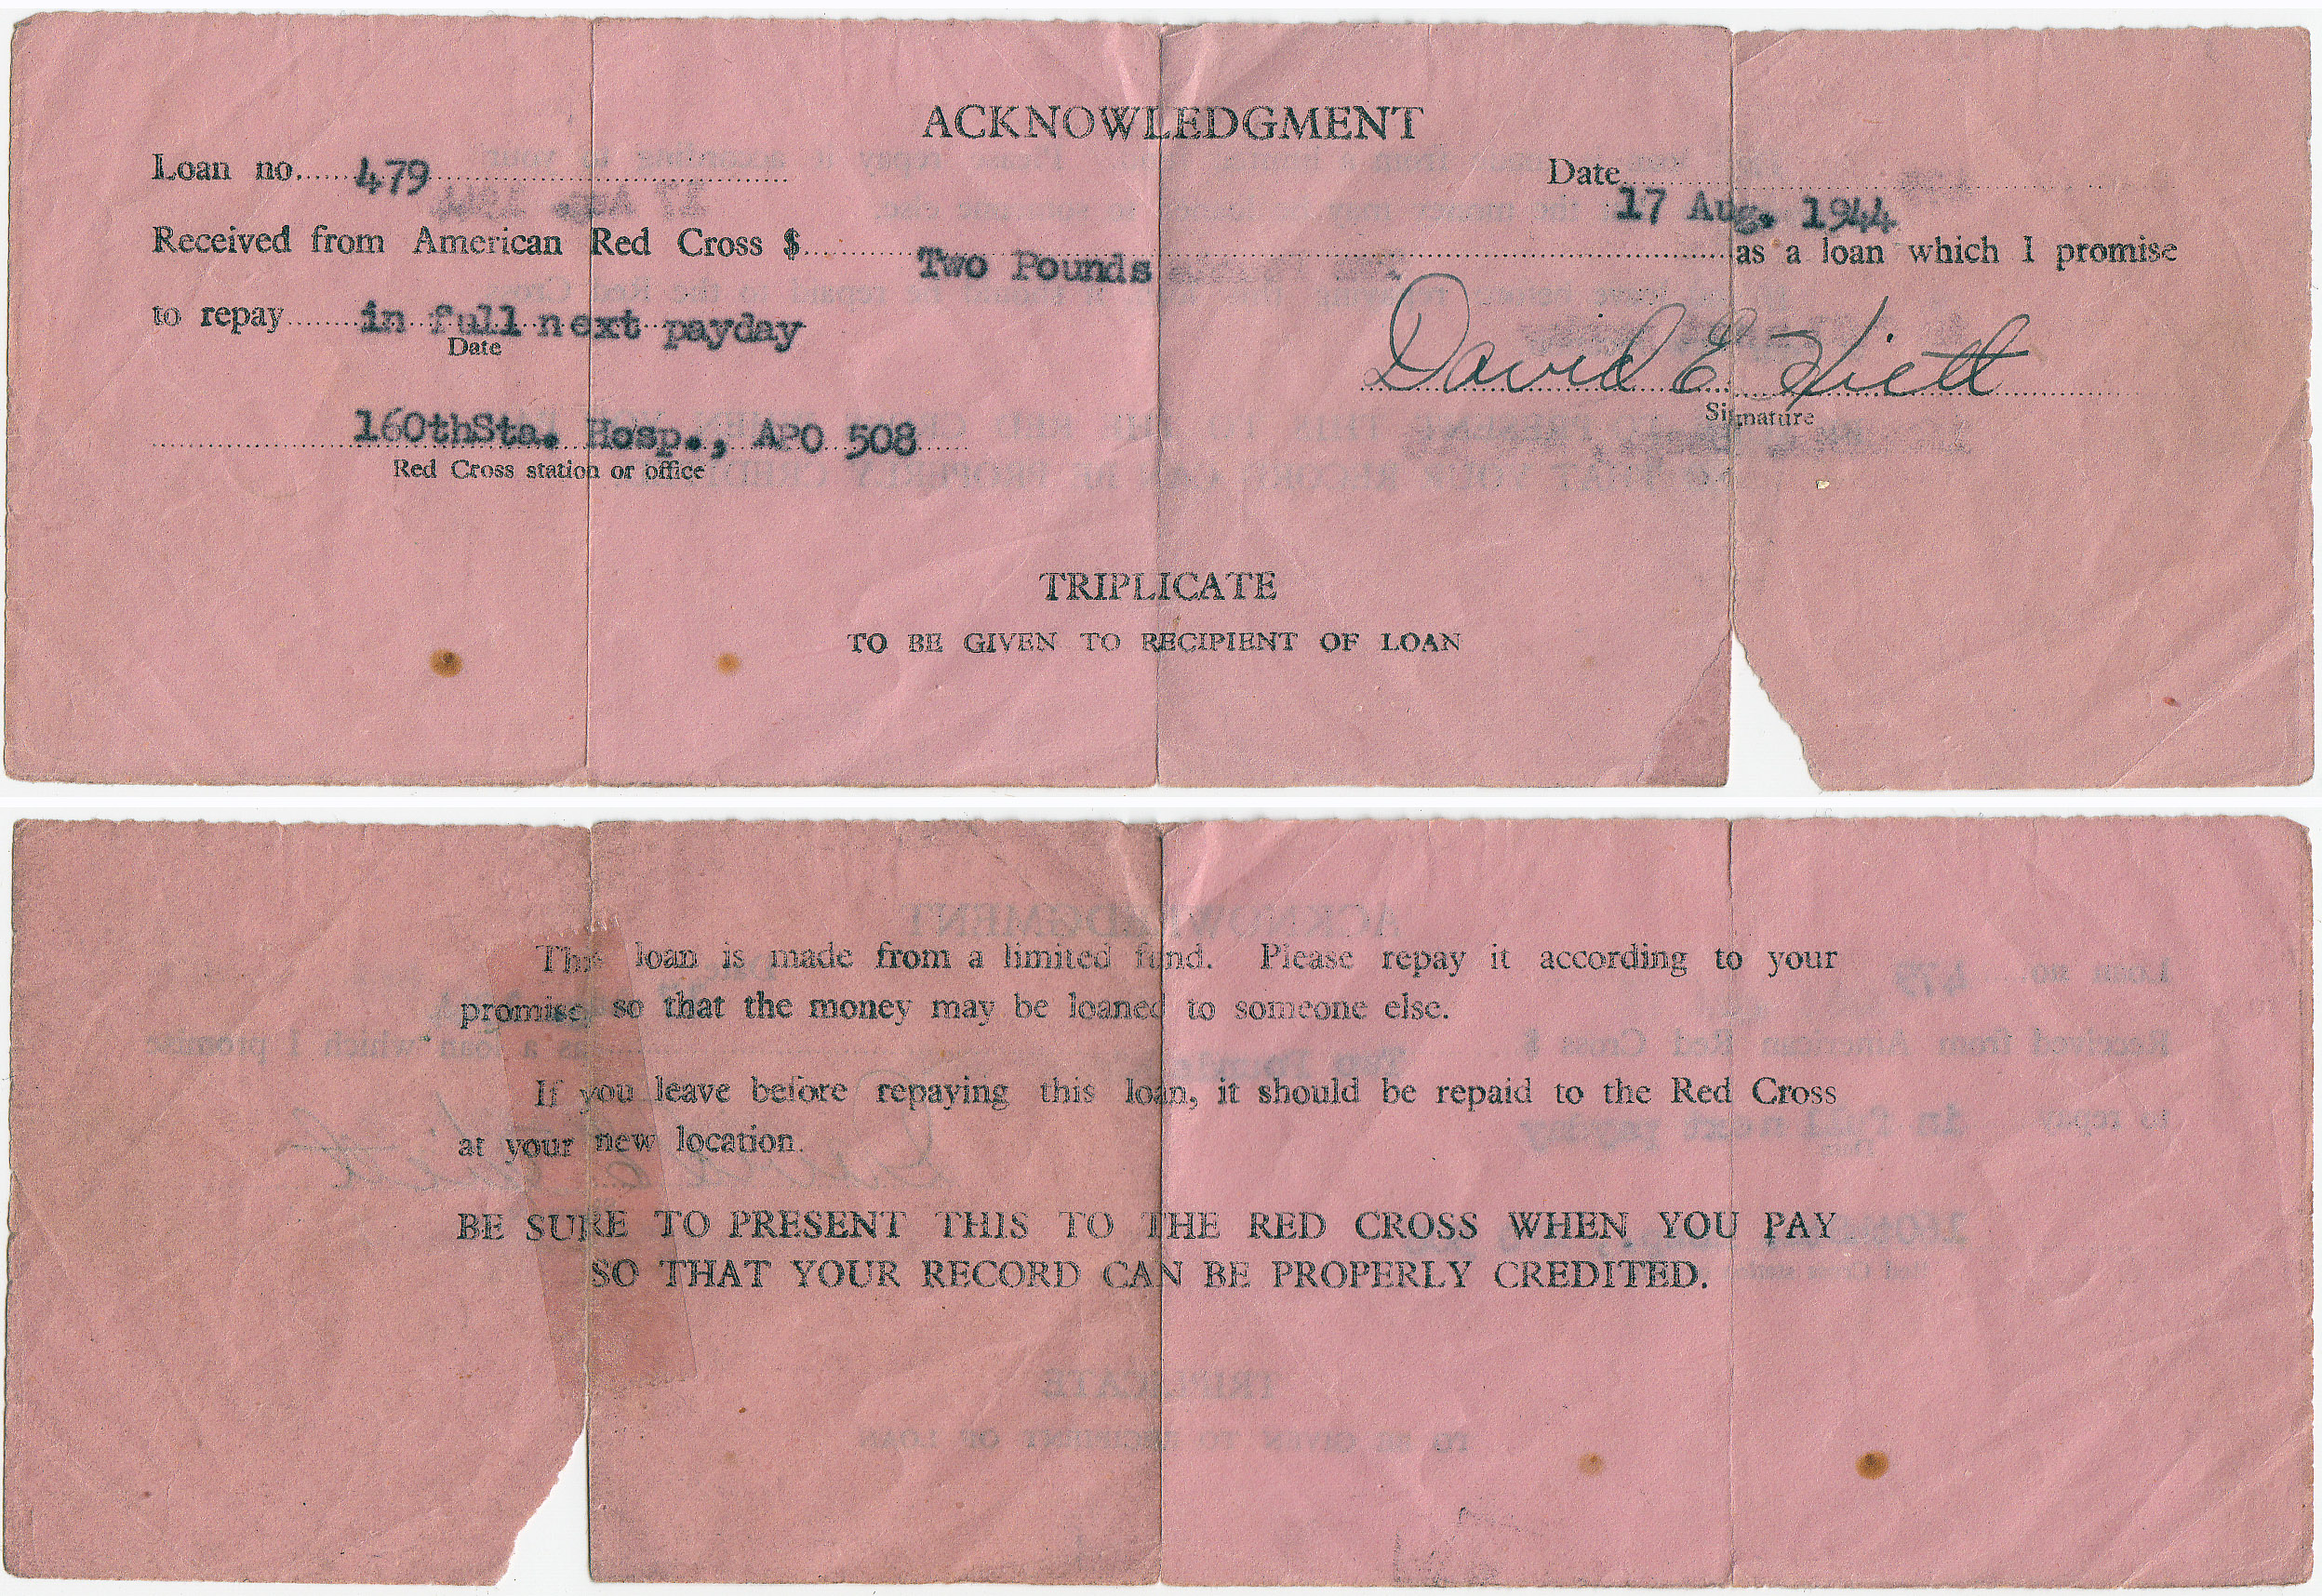 ACKNOWLEDGMENT
Loan no. 479 Date 17 Aug. 1944
Received from American Red Cross $ Two Pounds as a loan which I promise
to repay in full next payday
Date
David E Hiett
Signature
160thSta. Hosp., APO 508
Red Cross station or office
TRIPLICATE
TO BE GIVEN TO RECIPIENT OF LOAN
This loan is made from a limited fund. Please repay it according to your
promise, so that the money may be loaned to someone else.
If you leave before repaying this loan, it should be repaid to the Red Cross
at your new location.
BE SURE TO PRESENT THIS TO THE RED CROSS WHEN YOU PAY
SO THAT YOUR RECORD CAN BE PROPERLY CREDITED.